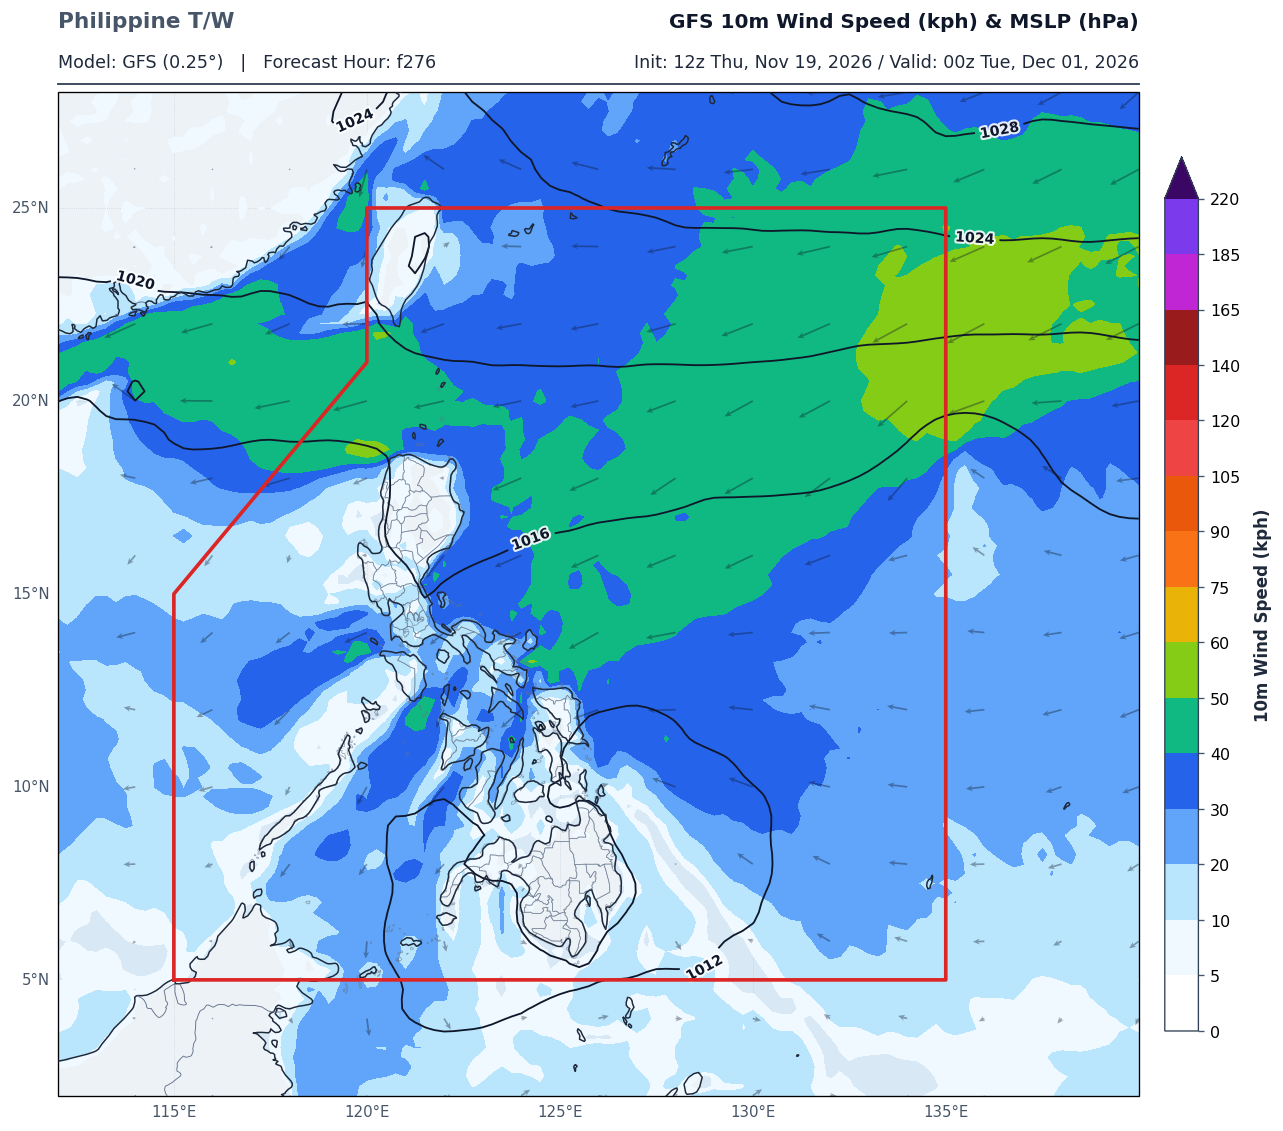 Philippine T/W
GFS 10m Wind Speed (kph) & MSLP (hPa)
Model: GFS (0.25°) | Forecast Hour: f276
Init: 12z Thu, Nov 19, 2026 / Valid: 00z Tue, Dec 01, 2026
1024
1028
1024
1020
1016
1012
25°N
20°N
15°N
10°N
5°N
115°E
120°E
125°E
130°E
135°E
220
185
165
140
120
105
90
75
60
50
40
30
20
10
5
0
10m Wind Speed (kph)